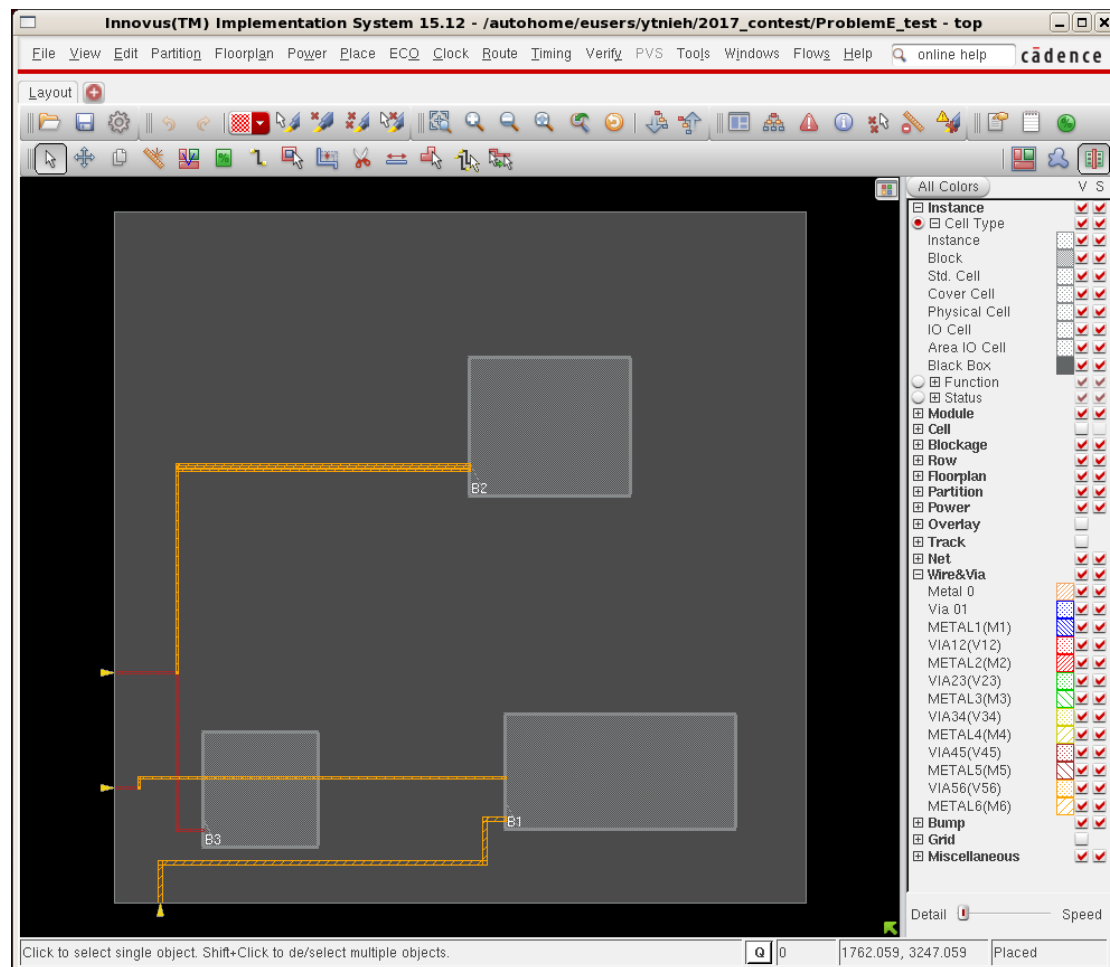 Innovus(TM) Implementation System 15.12 - /autohome/eusers/ytnieh/2017_contest/ProblemE_test - top
File View Edit Partition Floorplan Power Place ECO Clock Route Timing Verify PVS Tools Windows Flows Help online help cādence
Layout
All Colors V S
Instance
Cell Type
Instance
Block
Std. Cell
Cover Cell
Physical Cell
IO Cell
Area IO Cell
Black Box
Function
Status
Module
Cell
Blockage
Row
Floorplan
Partition
Power
Overlay
Track
Net
Wire&Via
Metal 0
Via 01
METAL1(M1)
VIA12(V12)
METAL2(M2)
VIA23(V23)
METAL3(M3)
VIA34(V34)
METAL4(M4)
VIA45(V45)
METAL5(M5)
VIA56(V56)
METAL6(M6)
Bump
Grid
Miscellaneous
B2
B1
B3
Detail Speed
Click to select single object. Shift+Click to de/select multiple objects. Q 0 1762.059, 3247.059 Placed